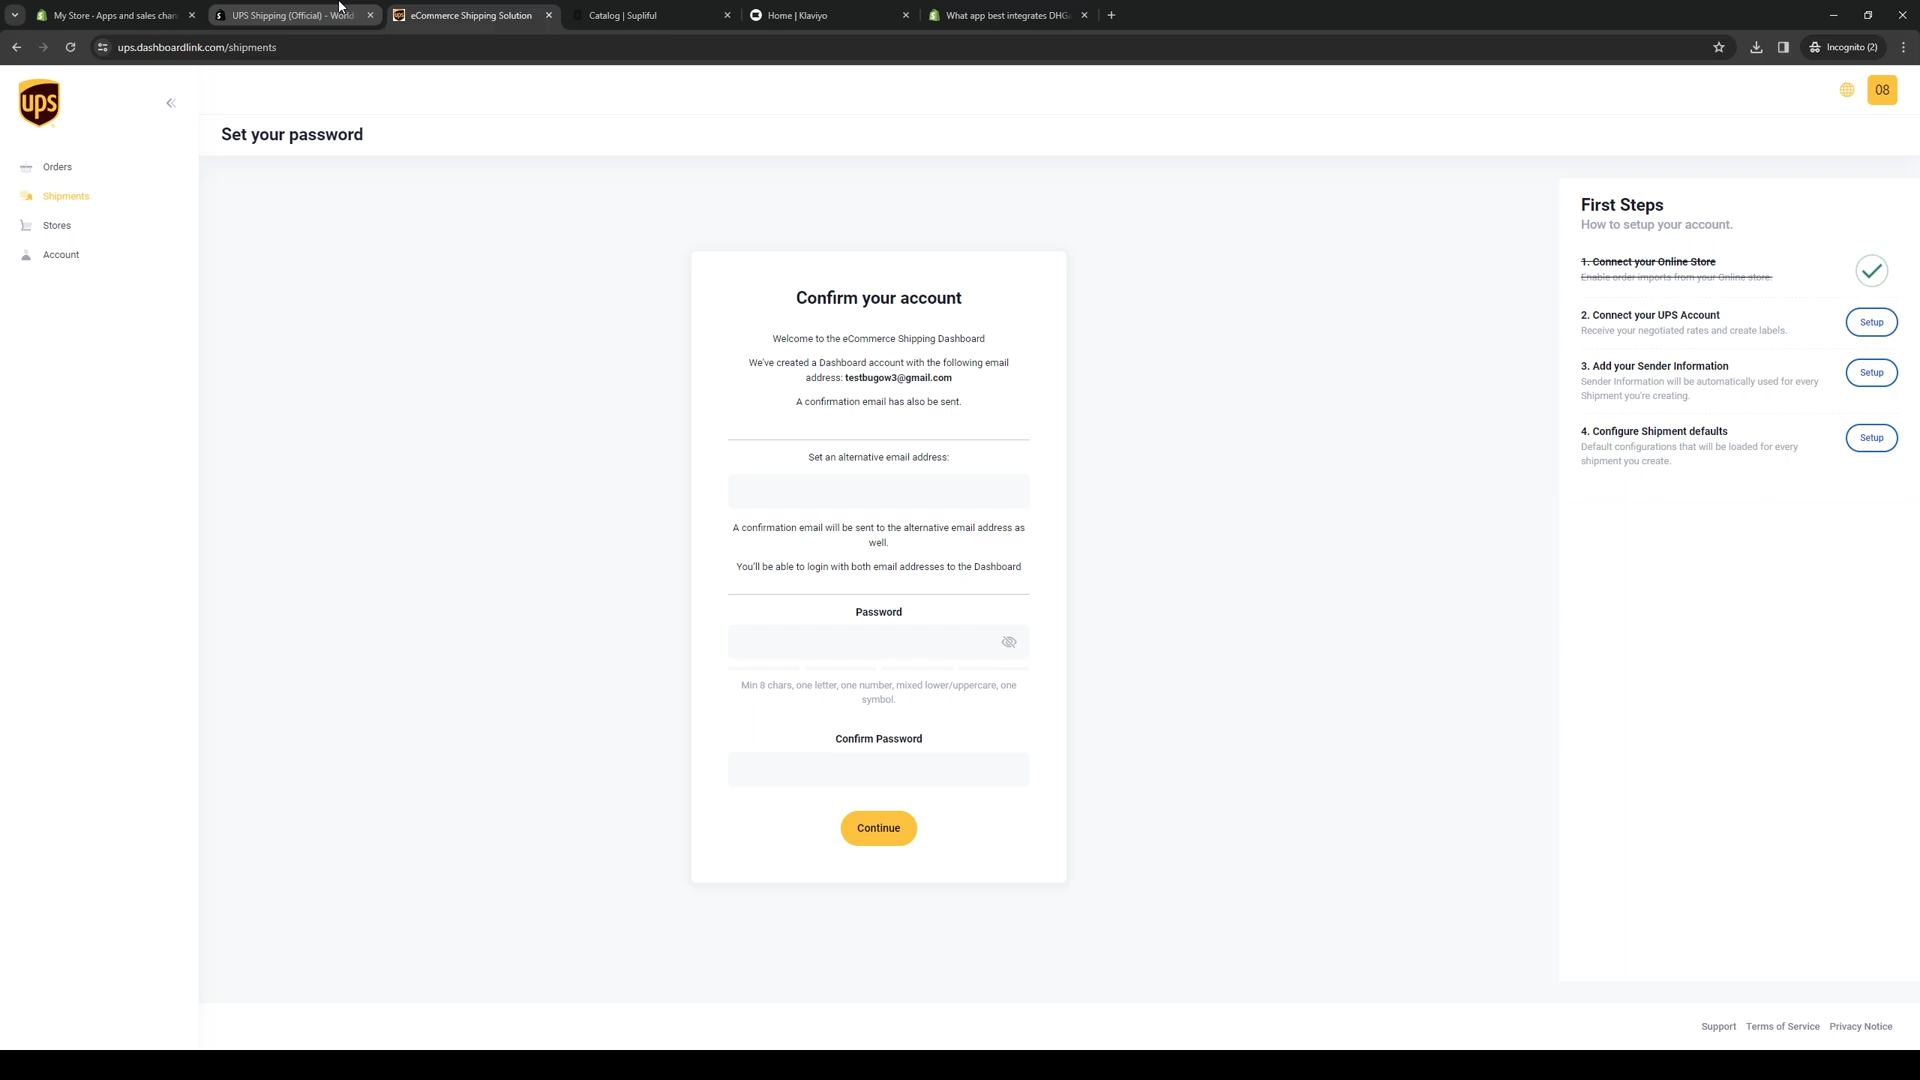 My Store - Apps and sales chan
UPS Shipping (Official) - World
eCommerce Shipping Solution
Catalog | Supliful
Home | Klaviyo
What app best integrates DHGa
ups.dashboardlink.com/shipments
Incognito (2)
ups
08
Set your password
Orders
Shipments
Stores
Account
Confirm your account
Welcome to the eCommerce Shipping Dashboard
We've created a Dashboard account with the following email
address: testbugow3@gmail.com
A confirmation email has also be sent.
Set an alternative email address:
A confirmation email will be sent to the alternative email address as
well.
You'll be able to login with both email addresses to the Dashboard
Password
Min 8 chars, one letter, one number, mixed lower/uppercare, one
symbol.
Confirm Password
Continue
First Steps
How to setup your account.
1. Connect your Online Store
Enable order imports from your Online store.
2. Connect your UPS Account
Receive your negotiated rates and create labels.
Setup
3. Add your Sender Information
Sender Information will be automatically used for every
Shipment you're creating.
Setup
4. Configure Shipment defaults
Default configurations that will be loaded for every
shipment you create.
Setup
Support Terms of Service Privacy Notice